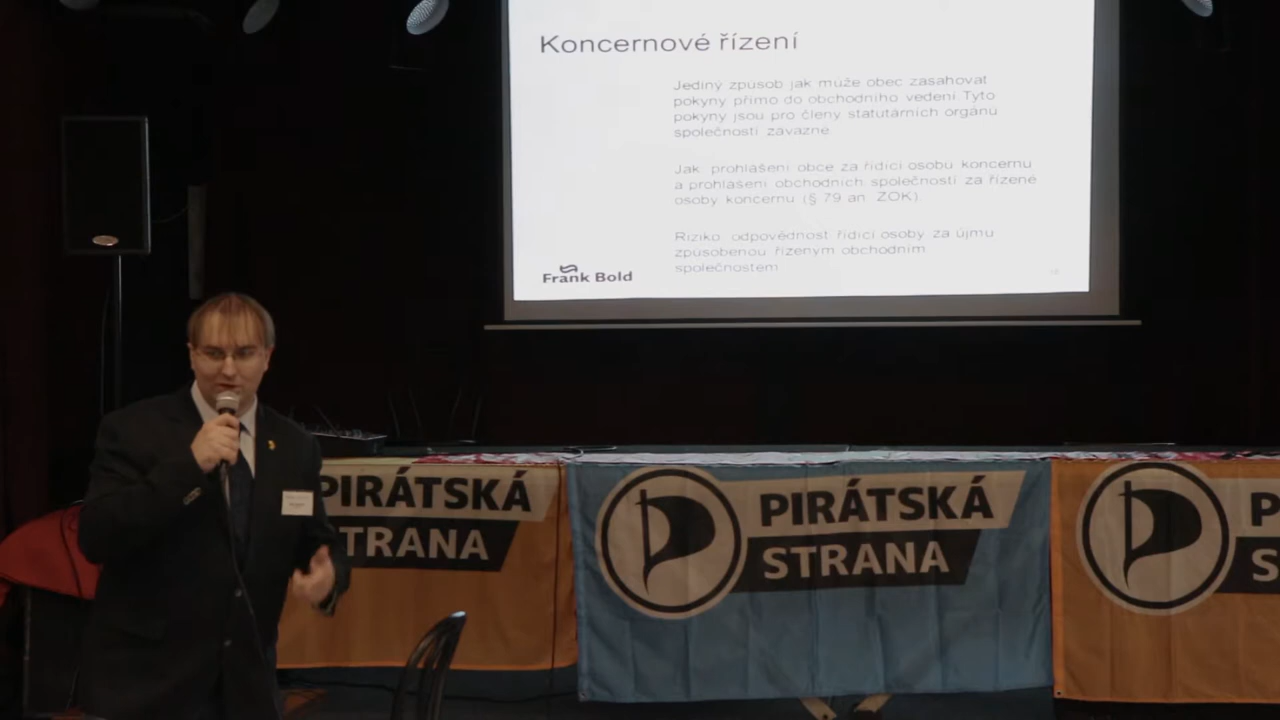 Koncernové řízení
Jediný způsob jak může obec zasahovat
pokyny přímo do obchodního vedení. Tyto
pokyny jsou pro členy statutárních orgánů
společností závazné.
Jak: prohlášení obce za řídící osobu koncernu
a prohlášení obchodních společností za řízené
osoby koncernu (§ 79 an. ZOK)
Riziko: odpovědnost řídící osoby za újmu
způsobenou řízeným obchodním
společnostem
Frank Bold
PIRÁTSKÁ
TRANA
PIRÁTSKÁ
STRANA
P
S